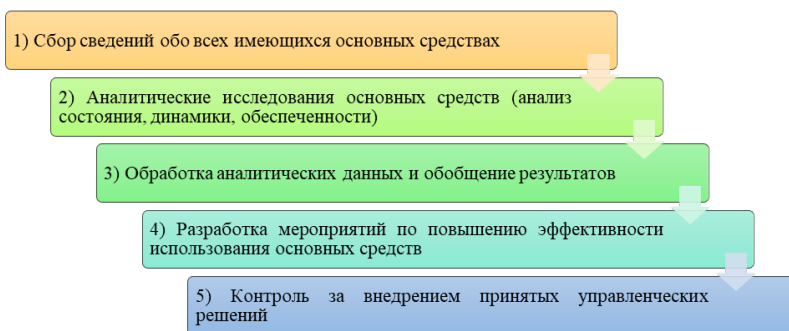 1) Сбор сведений обо всех имеющихся основных средствах
2) Аналитические исследования основных средств (анализ
состояния, динамики, обеспеченности)
3) Обработка аналитических данных и обобщение результатов
4) Разработка мероприятий по повышению эффективности
использования основных средств
5) Контроль за внедрением принятых управленческих
решений